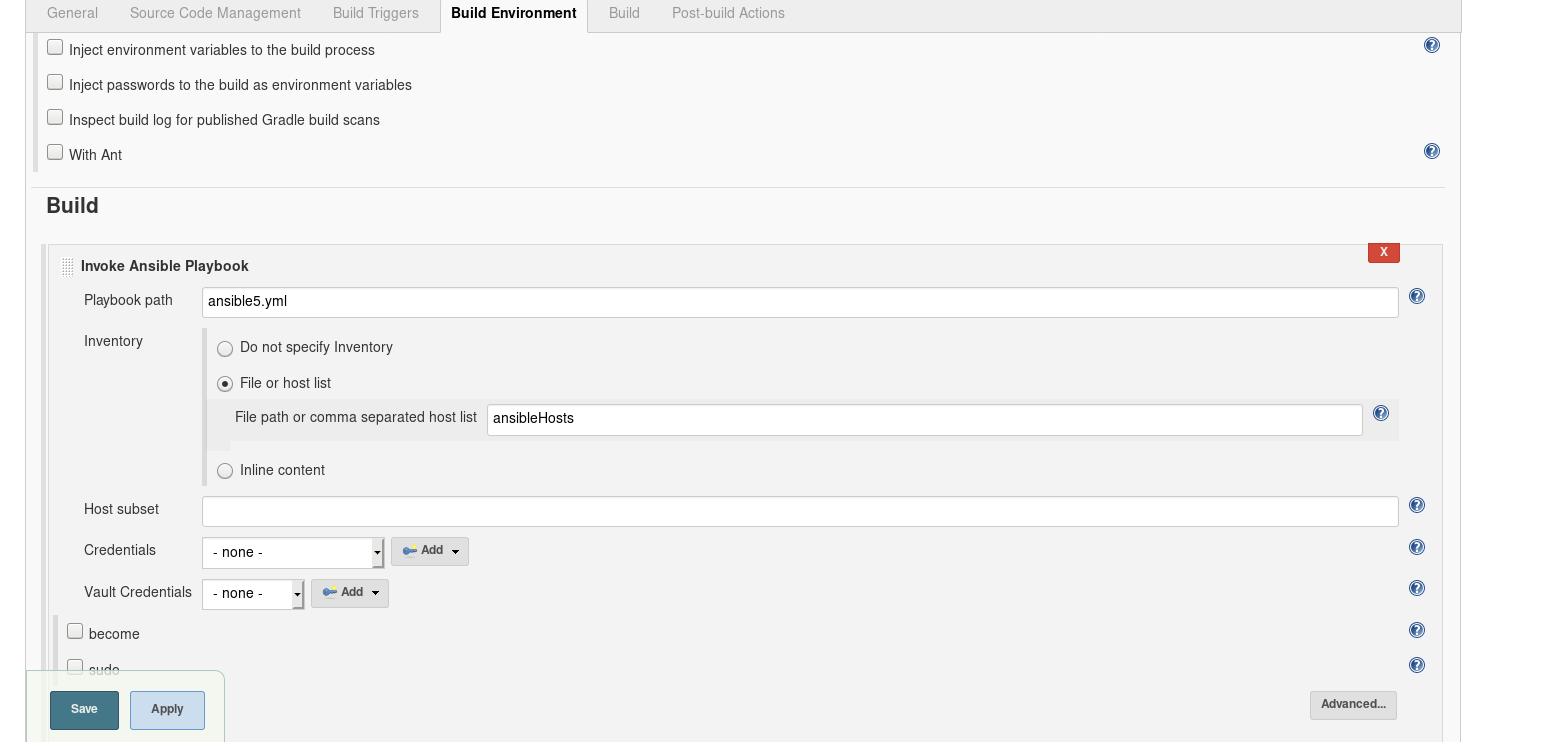 General Source Code Management Build Triggers Build Environment Build Post-build Actions
Inject environment variables to the build process
Inject passwords to the build as environment variables
Inspect build log for published Gradle build scans
With Ant
Build
X
Invoke Ansible Playbook
Playbook path ansible5.yml
Inventory
Do not specify Inventory
File or host list
File path or comma separated host list ansibleHosts
Inline content
Host subset
Credentials - none - Add
Vault Credentials - none - Add
become
sudo
Save Apply Advanced...